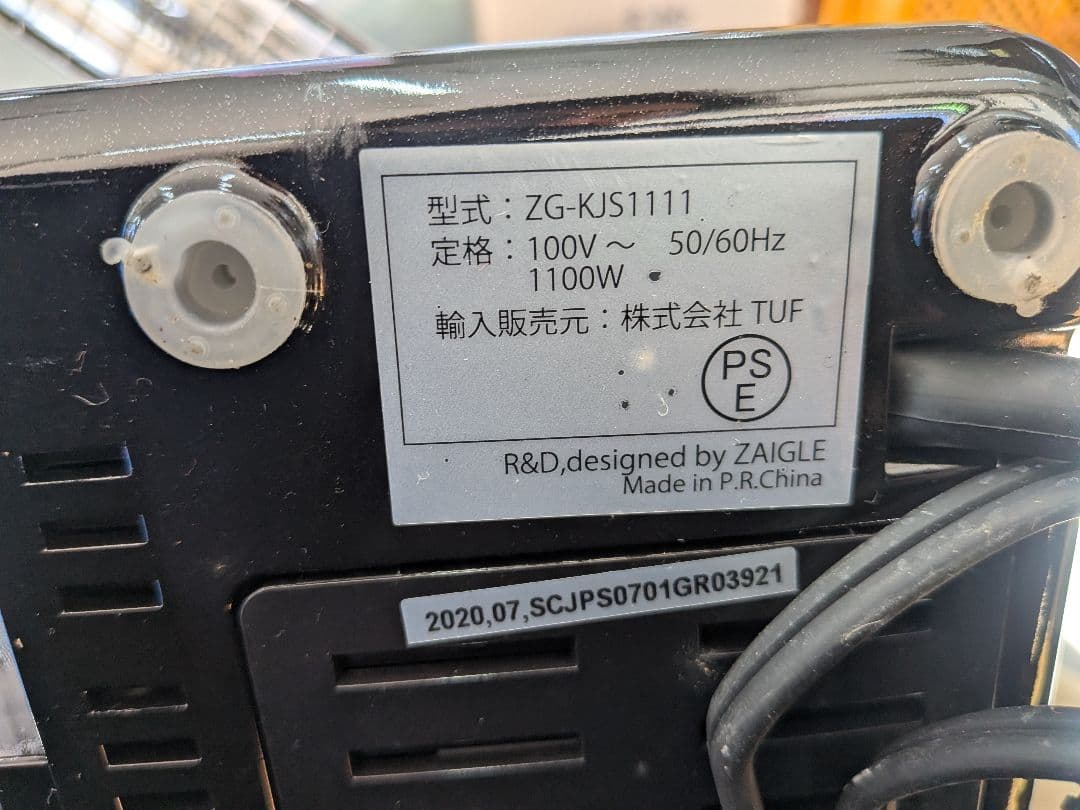 型式：ZG-KJS1111
定格：100V～ 50/60Hz
1100W
輸入販売元：株式会社 TUF
PS
E
R&D,designed by ZAIGLE
Made in P.R.China
2020,07,SCJPS0701GR03921